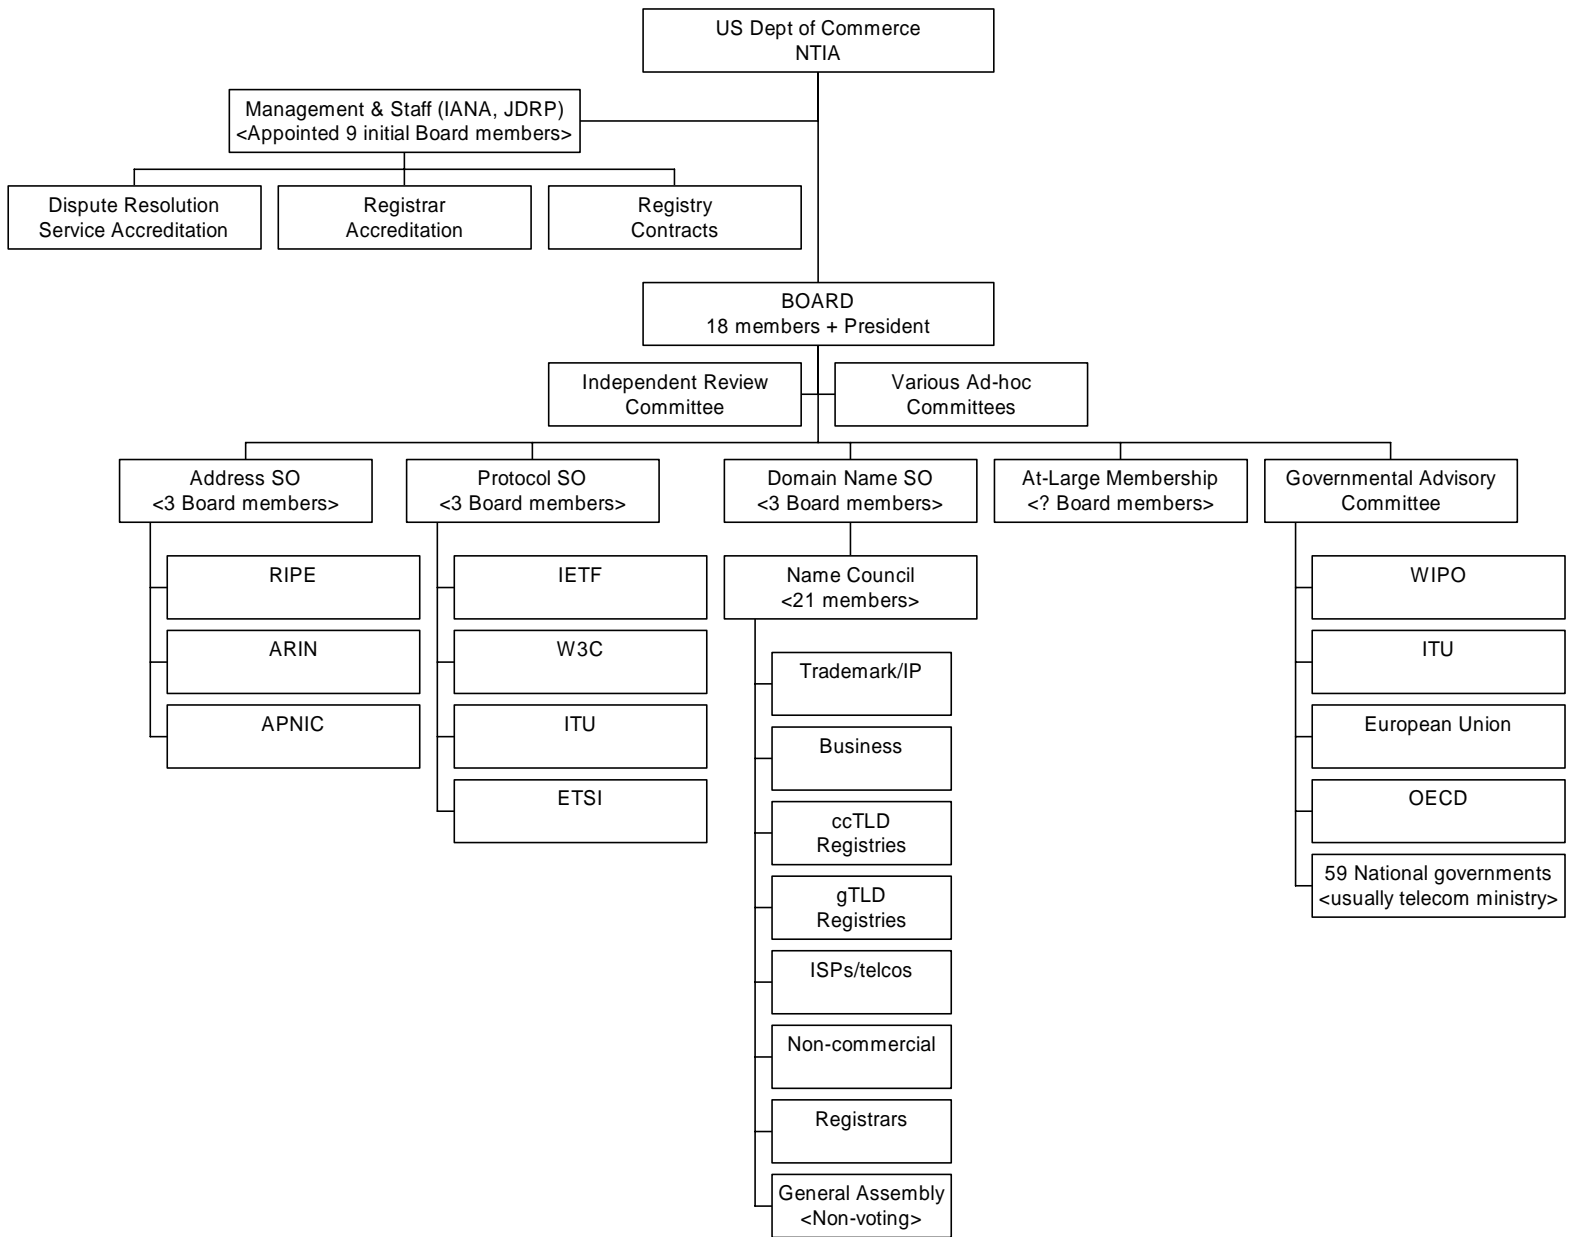 US Dept of Commerce
NTIA
Management & Staff (IANA, JDRP)
<Appointed 9 initial Board members>
Dispute Resolution
Service Accreditation
Registrar
Accreditation
Registry
Contracts
BOARD
18 members + President
Independent Review
Committee
Various Ad-hoc
Committees
Address SO
<3 Board members>
Protocol SO
<3 Board members>
Domain Name SO
<3 Board members>
At-Large Membership
<? Board members>
Governmental Advisory
Committee
RIPE
ARIN
APNIC
IETF
W3C
ITU
ETSI
Name Council
<21 members>
Trademark/IP
Business
ccTLD
Registries
gTLD
Registries
ISPs/telcos
Non-commercial
Registrars
General Assembly
<Non-voting>
WIPO
ITU
European Union
OECD
59 National governments
<usually telecom ministry>